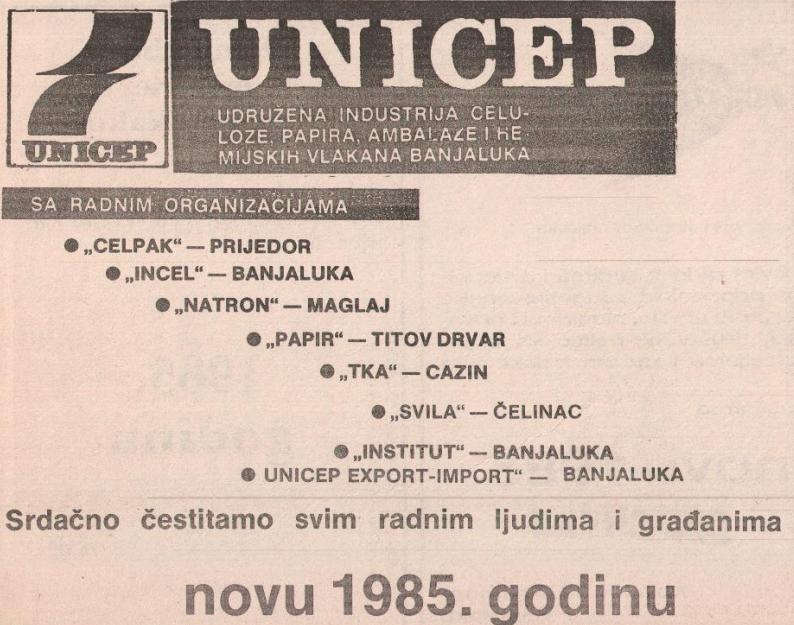 UNICEP
UNICEP
UDRUŽENA INDUSTRIJA CELU-
LOZE, PAPIRA, AMBALAŽE I HE-
MIJSKIH VLAKANA BANJALUKA
SA RADNIM ORGANIZACIJAMA
● „CELPAK“ — PRIJEDOR
● „INCEL“ — BANJALUKA
● „NATRON“ — MAGLAJ
● „PAPIR“ — TITOV DRVAR
● „TKA“ — CAZIN
● „SVILA“ — ČELINAC
● „INSTITUT“ — BANJALUKA
● UNICEP EXPORT-IMPORT“ — BANJALUKA
Srdačno čestitamo svim radnim ljudima i građanima
novu 1985. godinu